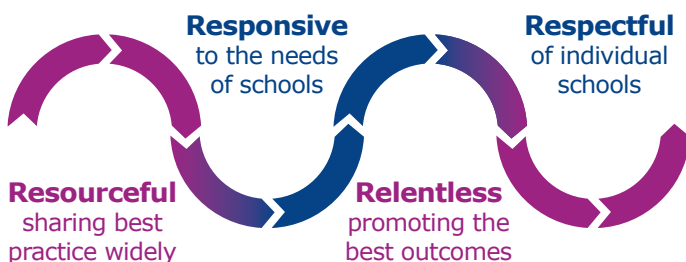 Responsive
to the needs
of schools
Respectful
of individual
schools
Resourceful
sharing best
practice widely
Relentless
promoting the
best outcomes